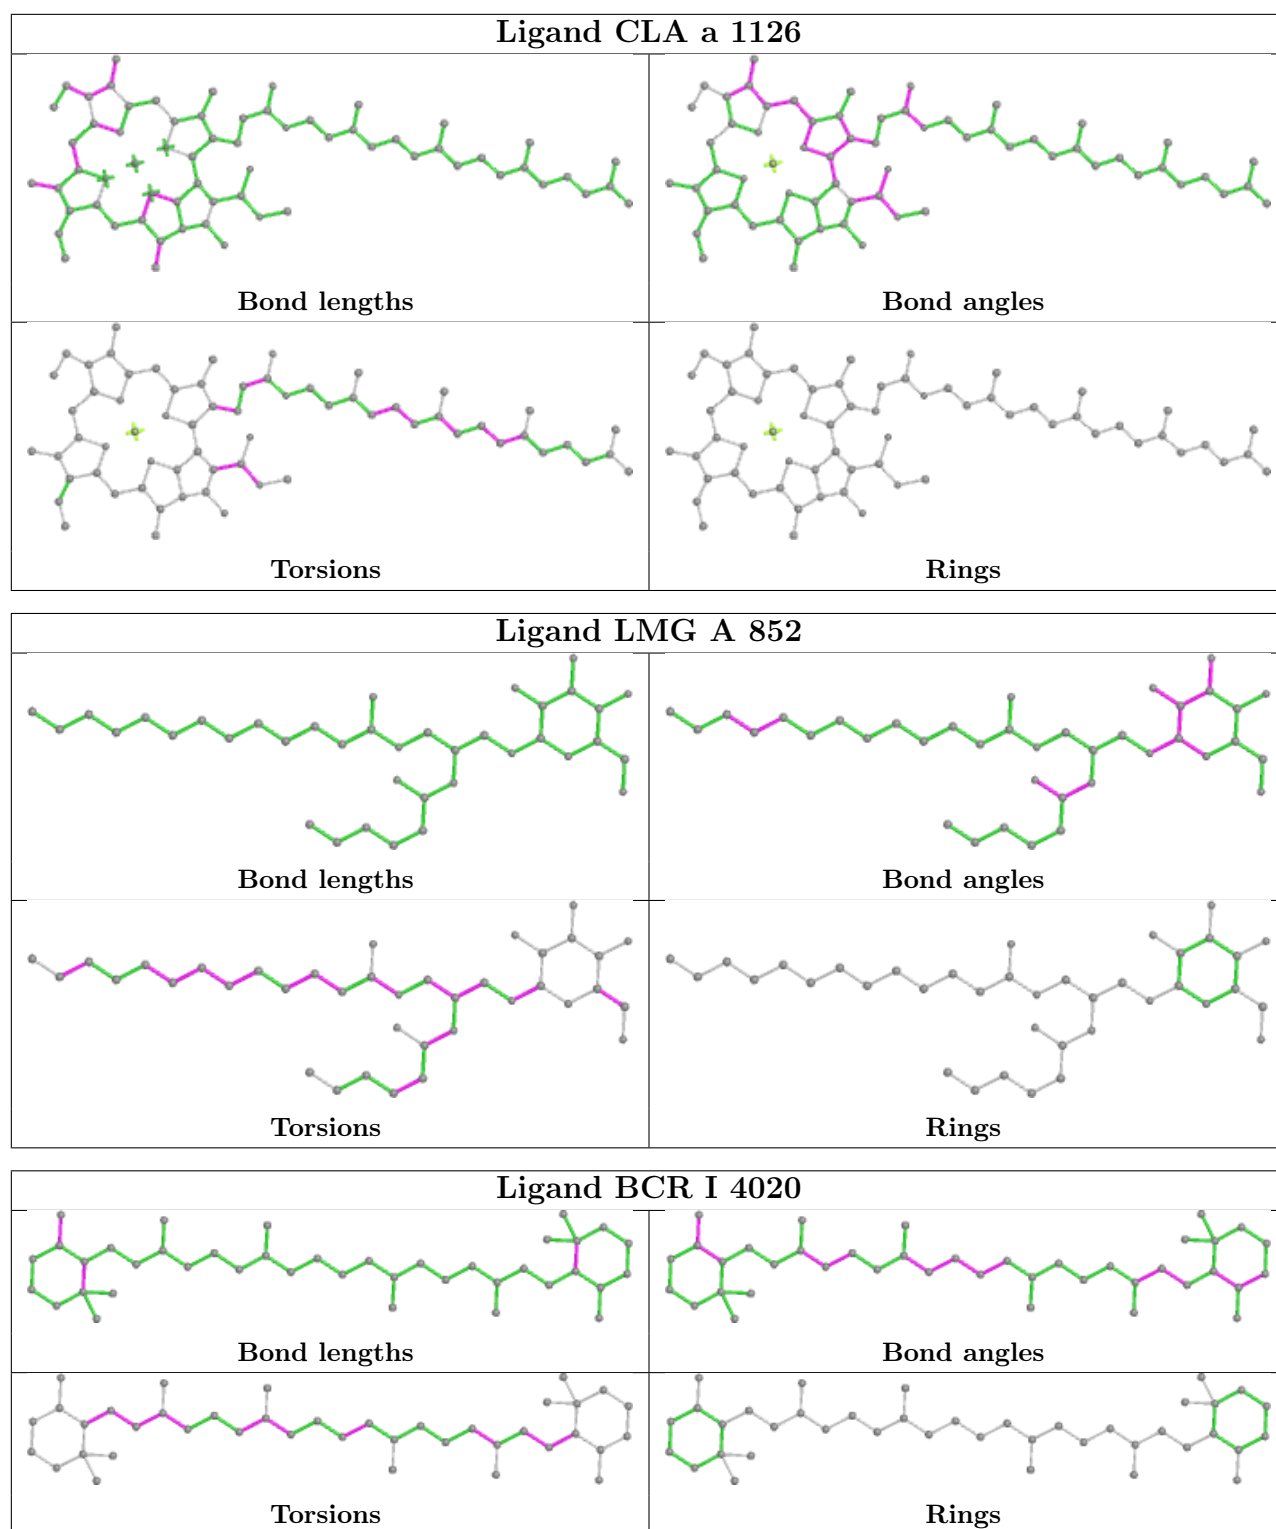 Ligand CLA a 1126
Bond lengths
Bond angles
Torsions
Rings
Ligand LMG A 852
Bond lengths
Bond angles
Torsions
Rings
Ligand BCR I 4020
Bond lengths
Bond angles
Torsions
Rings